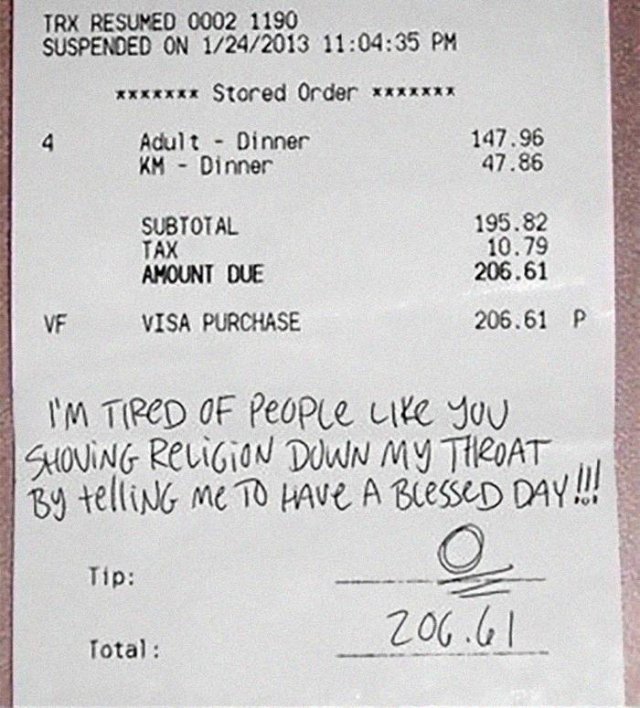 TRX RESUMED 0002 1190
SUSPENDED ON 1/24/2013 11:04:35 PM
******* Stored Order *******
4 Adult - Dinner 147.96
KM - Dinner 47.86
SUBTOTAL 195.82
TAX 10.79
AMOUNT DUE 206.61
VF VISA PURCHASE 206.61 P
I'M TIRED OF PEOPLE LIKE YOU
SHOVING RELIGION DOWN MY THROAT
BY TELLING ME TO HAVE A BLESSED DAY!!!
Tip: 0
Total: 206.61